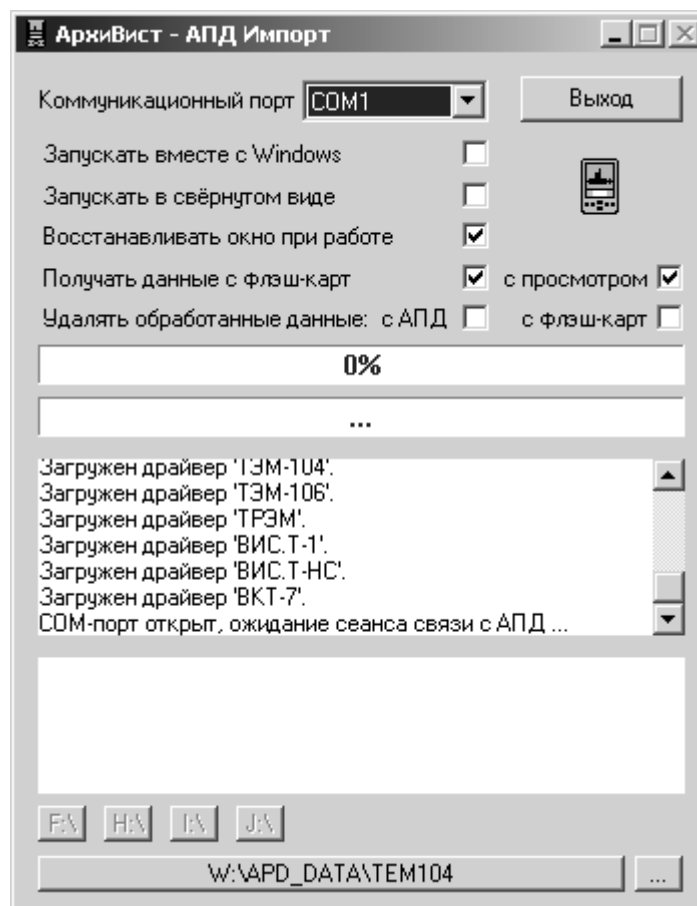 АрхиВист - АПД Импорт
Коммуникационный порт COM1 Выход
Запускать вместе с Windows
Запускать в свёрнутом виде
Восстанавливать окно при работе
Получать данные с флэш-карт с просмотром
Удалять обработанные данные: с АПД с флэш-карт
0%
...
Загружен драйвер 'ТЭМ-104'.
Загружен драйвер 'ТЭМ-106'.
Загружен драйвер 'ТРЭМ'.
Загружен драйвер 'ВИС.Т-1'.
Загружен драйвер 'ВИС.Т-НС'.
Загружен драйвер 'ВКТ-7'.
COM-порт открыт, ожидание сеанса связи с АПД ...
F:\ H:\ I:\ J:\
W:\APD_DATA\TEM104 ...